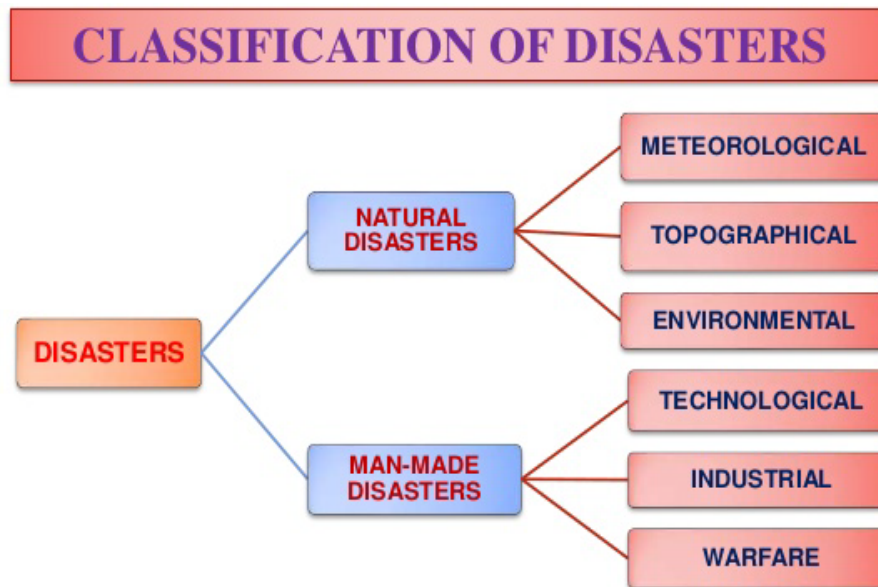 CLASSIFICATION OF DISASTERS
METEOROLOGICAL
NATURAL
DISASTERS
TOPOGRAPHICAL
ENVIRONMENTAL
DISASTERS
TECHNOLOGICAL
MAN-MADE
DISASTERS
INDUSTRIAL
WARFARE